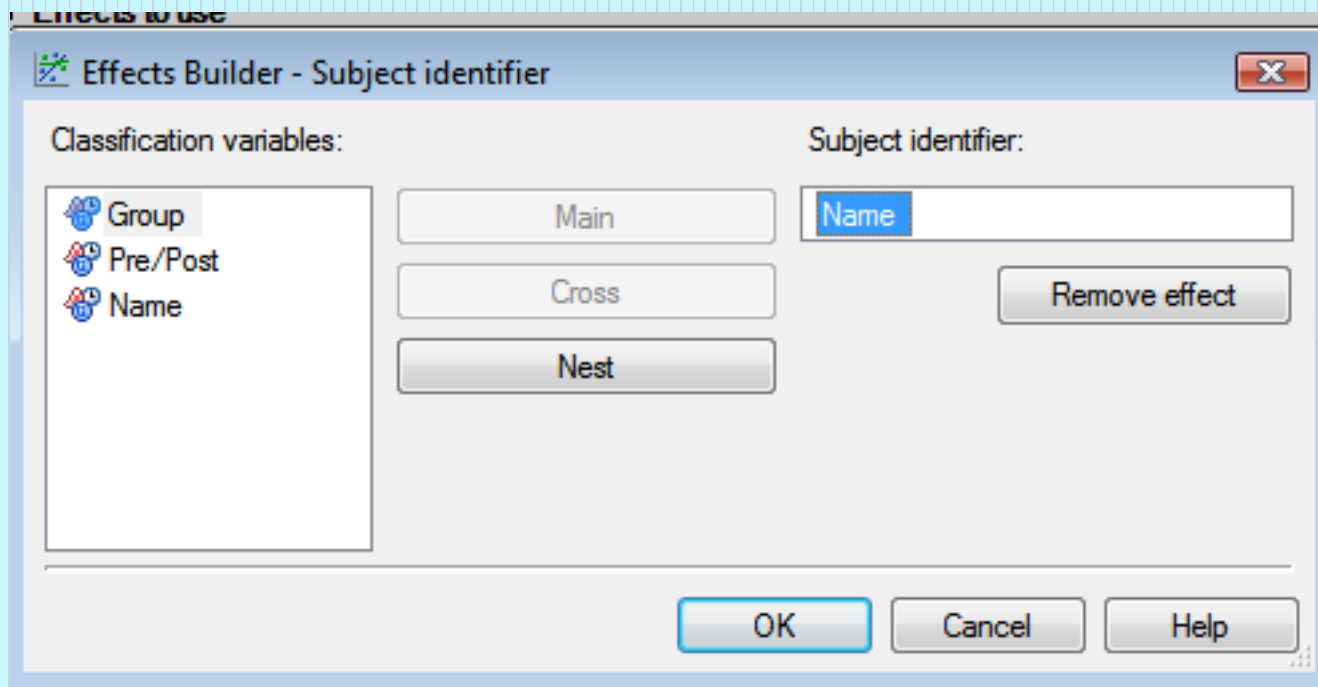 Effects to use
Effects Builder - Subject identifier
Classification variables:
Subject identifier:
Group
Pre/Post
Name
Main
Cross
Nest
Name
Remove effect
OK
Cancel
Help